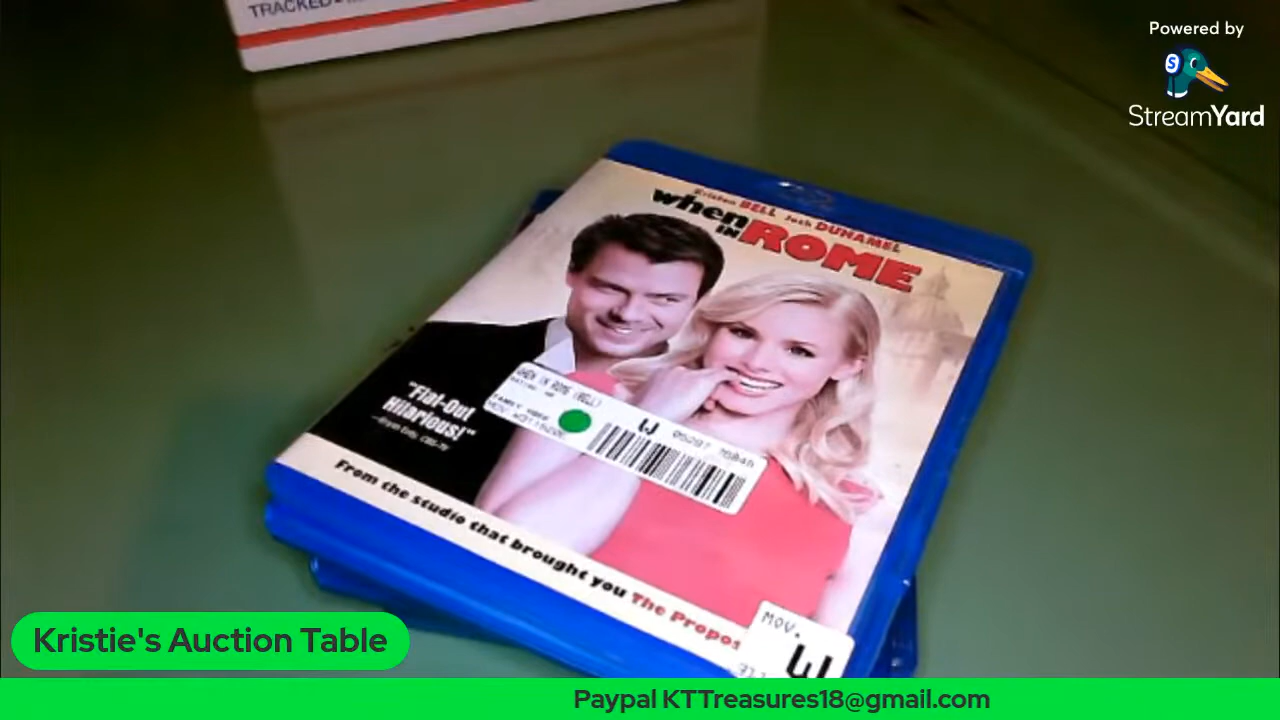 TRACKED
Powered by
StreamYard
Kristen BELL Josh DUHAMEL
when
IN ROME
"Flat-Out
Hilarious!"
WHEN IN ROME (BELL)
W
From the studio that brought you The Propos
MOV.
W
Kristie's Auction Table
Paypal KTTreasures18@gmail.com